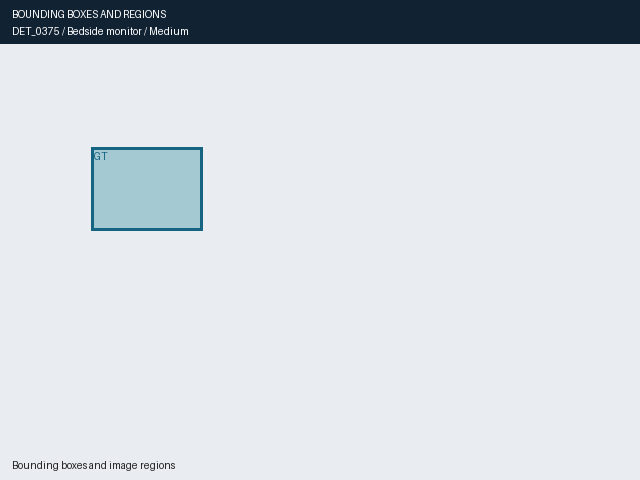 BOUNDING BOXES AND REGIONS
DET_0375 / Bedside monitor / Medium
GT
Bounding boxes and image regions